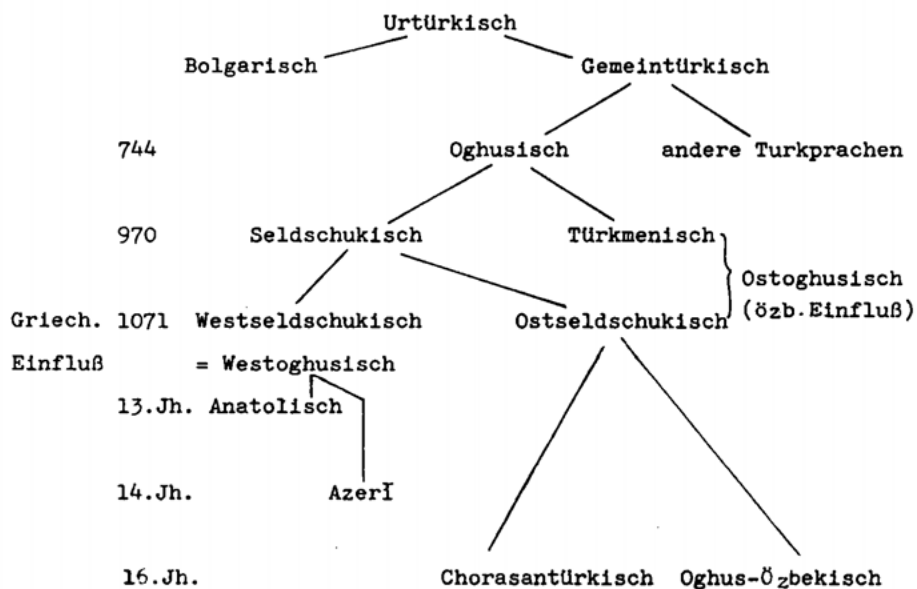 Urtürkisch
Bolgarisch Gemeintürkisch
744 Oghusisch andere Turkprachen
970 Seldschukisch Türkmenisch
Ostoghusisch
(özb.Einfluß)
Griech. 1071 Westseldschukisch Ostseldschukisch
Einfluß = Westoghusisch
13.Jh. Anatolisch
14.Jh. Azerī
16.Jh. Chorasantürkisch Oghus-Özbekisch